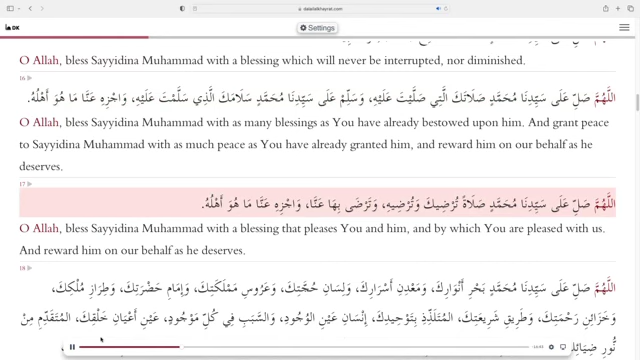 dalailalkhayrat.com
DK
Settings
O Allah, bless Sayyidina Muhammad with a blessing which will never be interrupted, nor diminished.
16
اللَّهُمَّ صَلِّ عَلَى سَيِّدِنَا مُحَمَّدٍ صَلَاتَكَ الَّتِي صَلَّيْتَ عَلَيْهِ، وَسَلِّمْ عَلَى سَيِّدِنَا مُحَمَّدٍ سَلَامَكَ الَّذِي سَلَّمْتَ عَلَيْهِ، وَاجْزِهِ عَنَّا مَا هُوَ أَهْلُهُ.
O Allah, bless Sayyidina Muhammad with as many blessings as You have already bestowed upon him. And grant peace
to Sayyidina Muhammad with as much peace as You have already granted him, and reward him on our behalf as he
deserves.
17
اللَّهُمَّ صَلِّ عَلَى سَيِّدِنَا مُحَمَّدٍ صَلَاةً تُرْضِيكَ وَتُرْضِيهِ، وَتَرْضَى بِهَا عَنَّا، وَاجْزِهِ عَنَّا مَا هُوَ أَهْلُهُ.
O Allah, bless Sayyidina Muhammad with a blessing that pleases You and him, and by which You are pleased with us.
And reward him on our behalf as he deserves.
18
اللَّهُمَّ صَلِّ عَلَى سَيِّدِنَا مُحَمَّدٍ بَحْرِ أَنْوَارِكَ، وَمَعْدِنِ أَسْرَارِكَ، وَلِسَانِ حُجَّتِكَ، وَعَرُوسِ مَمْلَكَتِكَ، وَإِمَامِ حَضْرَتِكَ، وَطِرَازِ مُلْكِكَ،
وَخَزَائِنِ رَحْمَتِكَ، وَطَرِيقِ شَرِيعَتِكَ، المُتَلَذِّذِ بِتَوْحِيدِكَ، إِنْسَانِ عَيْنِ الوُجُودِ، وَالسَّبَبِ فِي كُلِّ مَوْجُودٍ، عَيْنِ أَعْيَانِ خَلْقِكَ، المُتَقَدِّمِ مِنْ
نُورِ ضِيَائِكَ